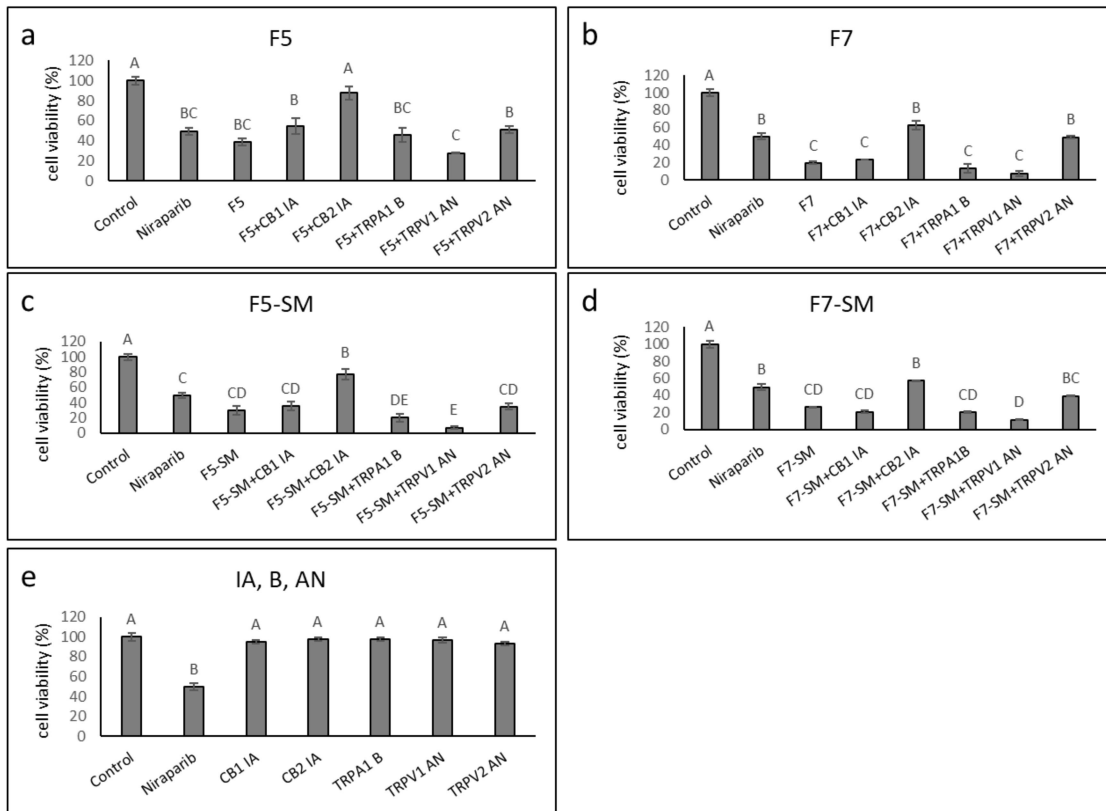 a
F5
cell viability (%)
120
100
80
60
40
20
0
A
BC
BC
B
A
BC
C
B
Control
Niraparib
F5
F5+CB1 IA
F5+CB2 IA
F5+TRPA1 B
F5+TRPV1 AN
F5+TRPV2 AN
b
F7
cell viability (%)
120
100
80
60
40
20
0
A
B
C
C
B
C
C
B
Control
Niraparib
F7
F7+CB1 IA
F7+CB2 IA
F7+TRPA1 B
F7+TRPV1 AN
F7+TRPV2 AN
c
F5-SM
cell viability (%)
120
100
80
60
40
20
0
A
C
CD
CD
B
DE
E
CD
Control
Niraparib
F5-SM
F5-SM+CB1 IA
F5-SM+CB2 IA
F5-SM+TRPA1 B
F5-SM+TRPV1 AN
F5-SM+TRPV2 AN
d
F7-SM
cell viability (%)
120
100
80
60
40
20
0
A
B
CD
CD
B
CD
D
BC
Control
Niraparib
F7-SM
F7-SM+CB1 IA
F7-SM+CB2 IA
F7-SM+TRPA1B
F7-SM+TRPV1 AN
F7-SM+TRPV2 AN
e
IA, B, AN
cell viability (%)
120
100
80
60
40
20
0
A
B
A
A
A
A
A
Control
Niraparib
CB1 IA
CB2 IA
TRPA1 B
TRPV1 AN
TRPV2 AN